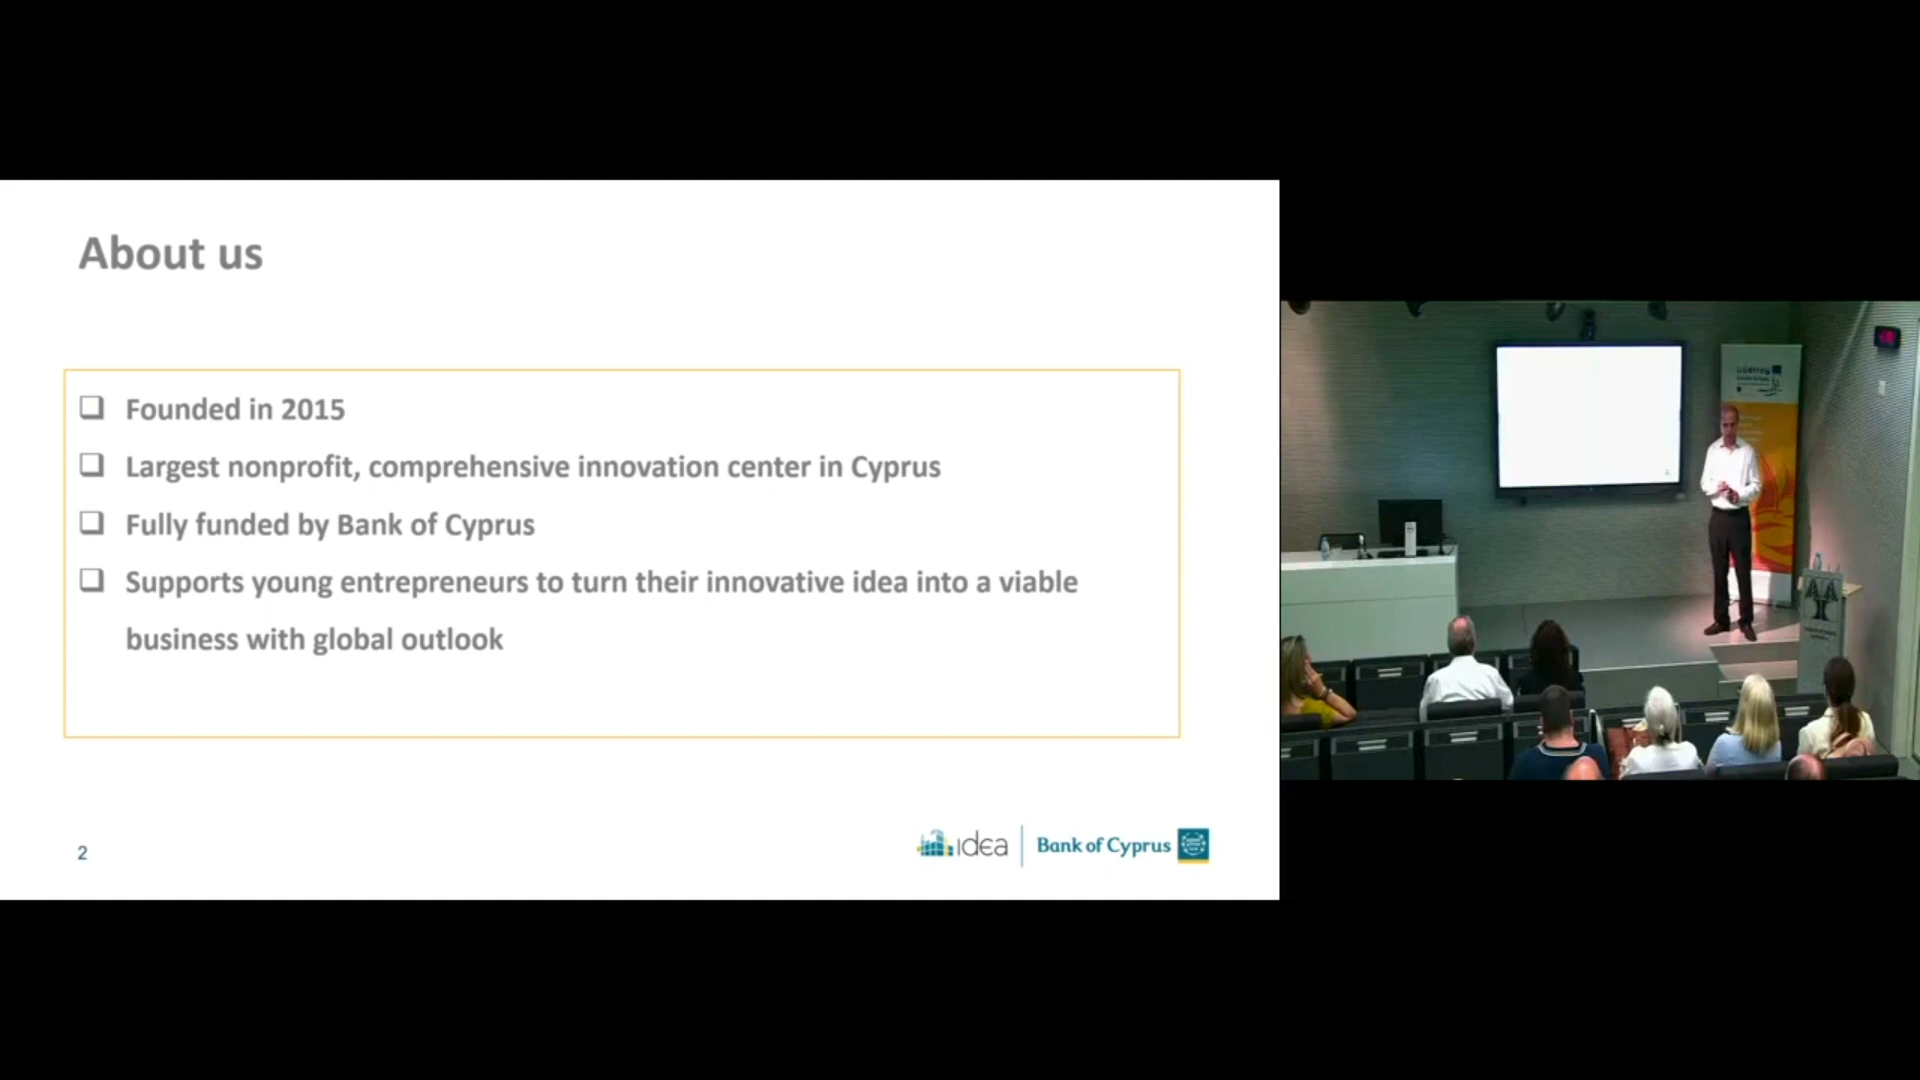 About us
❑ Founded in 2015
❑ Largest nonprofit, comprehensive innovation center in Cyprus
❑ Fully funded by Bank of Cyprus
❑ Supports young entrepreneurs to turn their innovative idea into a viable
business with global outlook
2
idea
Bank of Cyprus